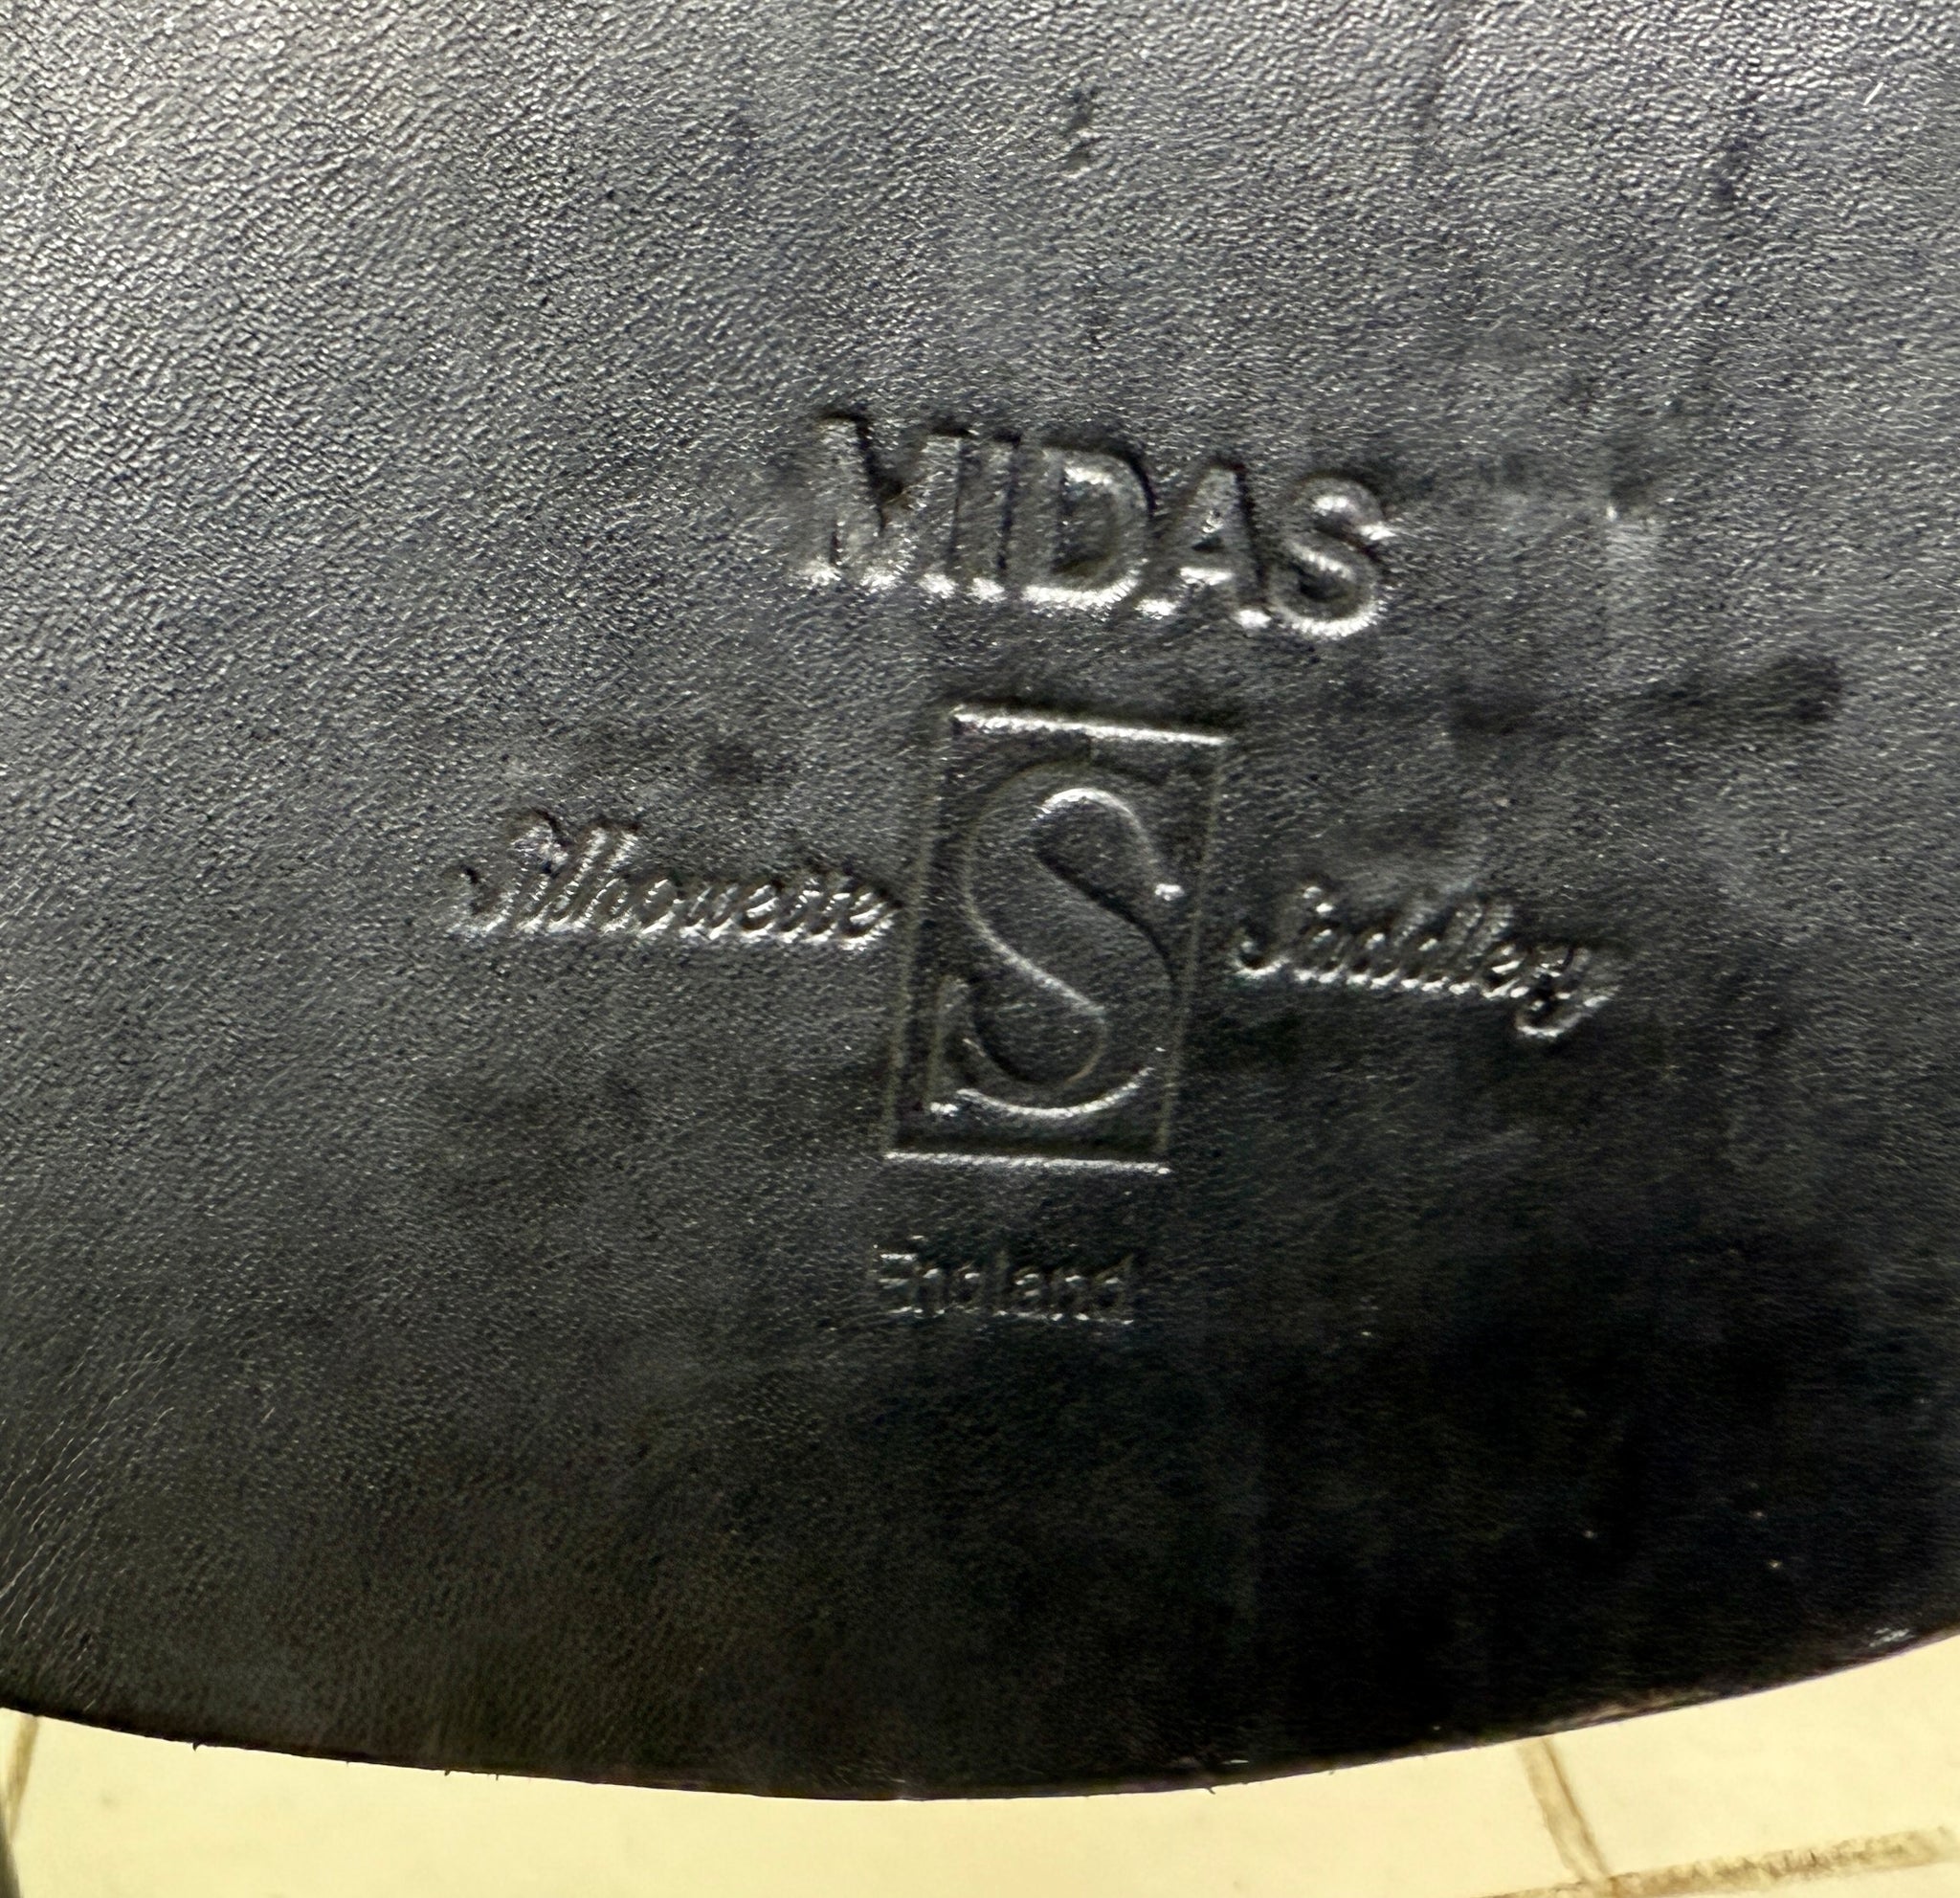 MIDAS
Silhouette S Saddlery
England